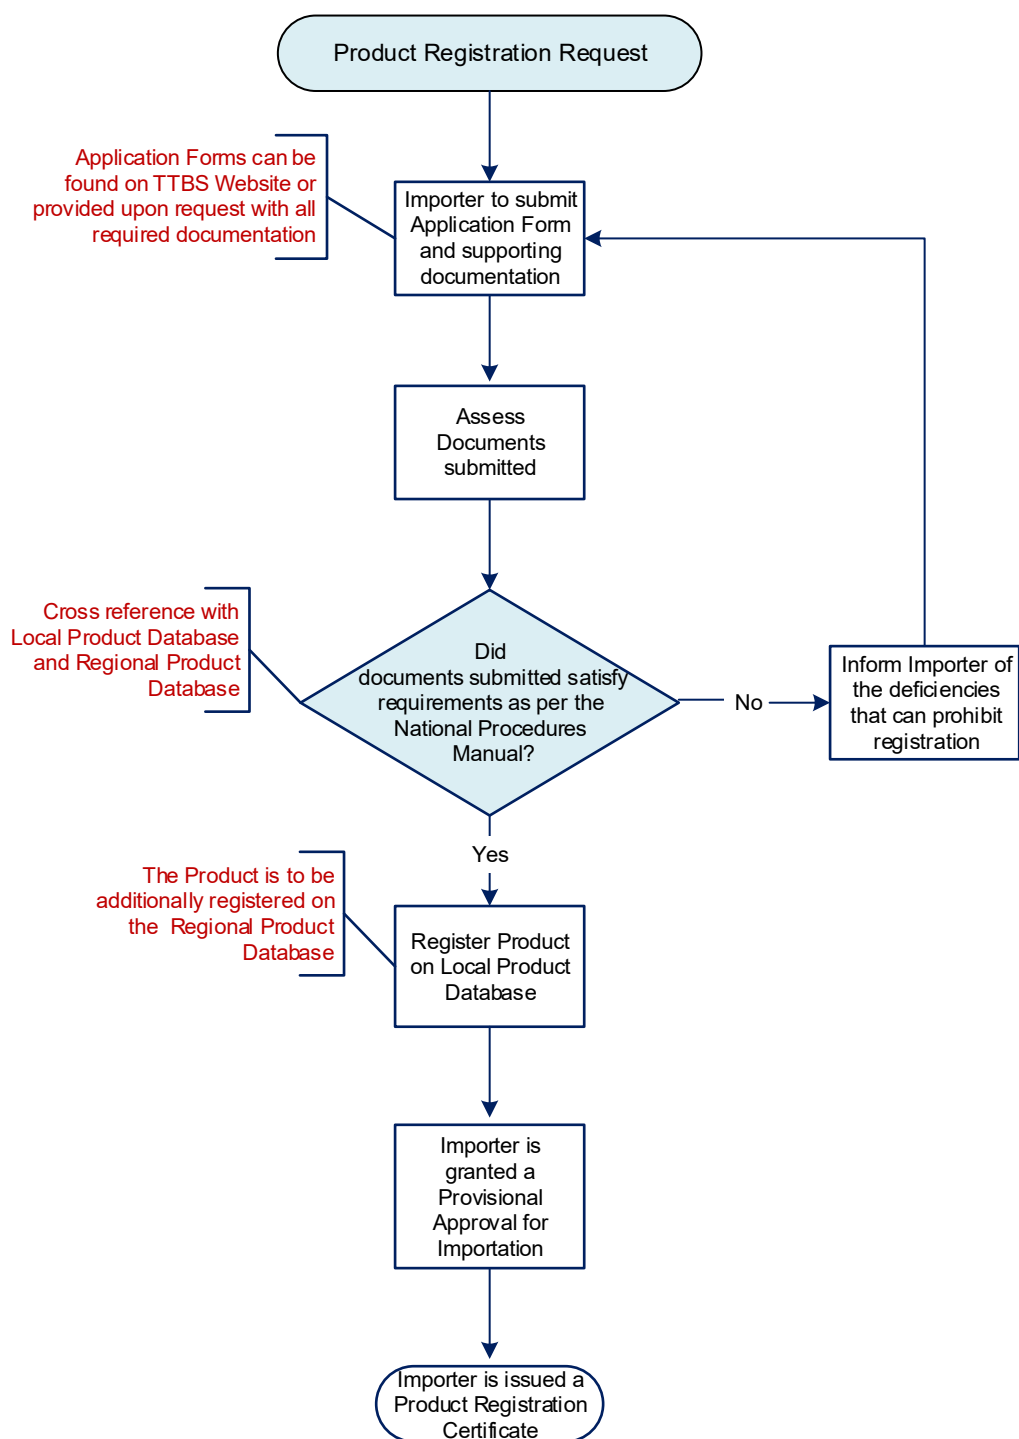 Product Registration Request
Application Forms can be
found on TTBS Website or
provided upon request with all
required documentation
Importer to submit
Application Form
and supporting
documentation
Assess
Documents
submitted
Cross reference with
Local Product Database
and Regional Product
Database
Did
documents submitted satisfy
requirements as per the
National Procedures
Manual?
No
Inform Importer of
the deficiencies
that can prohibit
registration
Yes
The Product is to be
additionally registered on
the Regional Product
Database
Register Product
on Local Product
Database
Importer is
granted a
Provisional
Approval for
Importation
Importer is issued a
Product Registration
Certificate